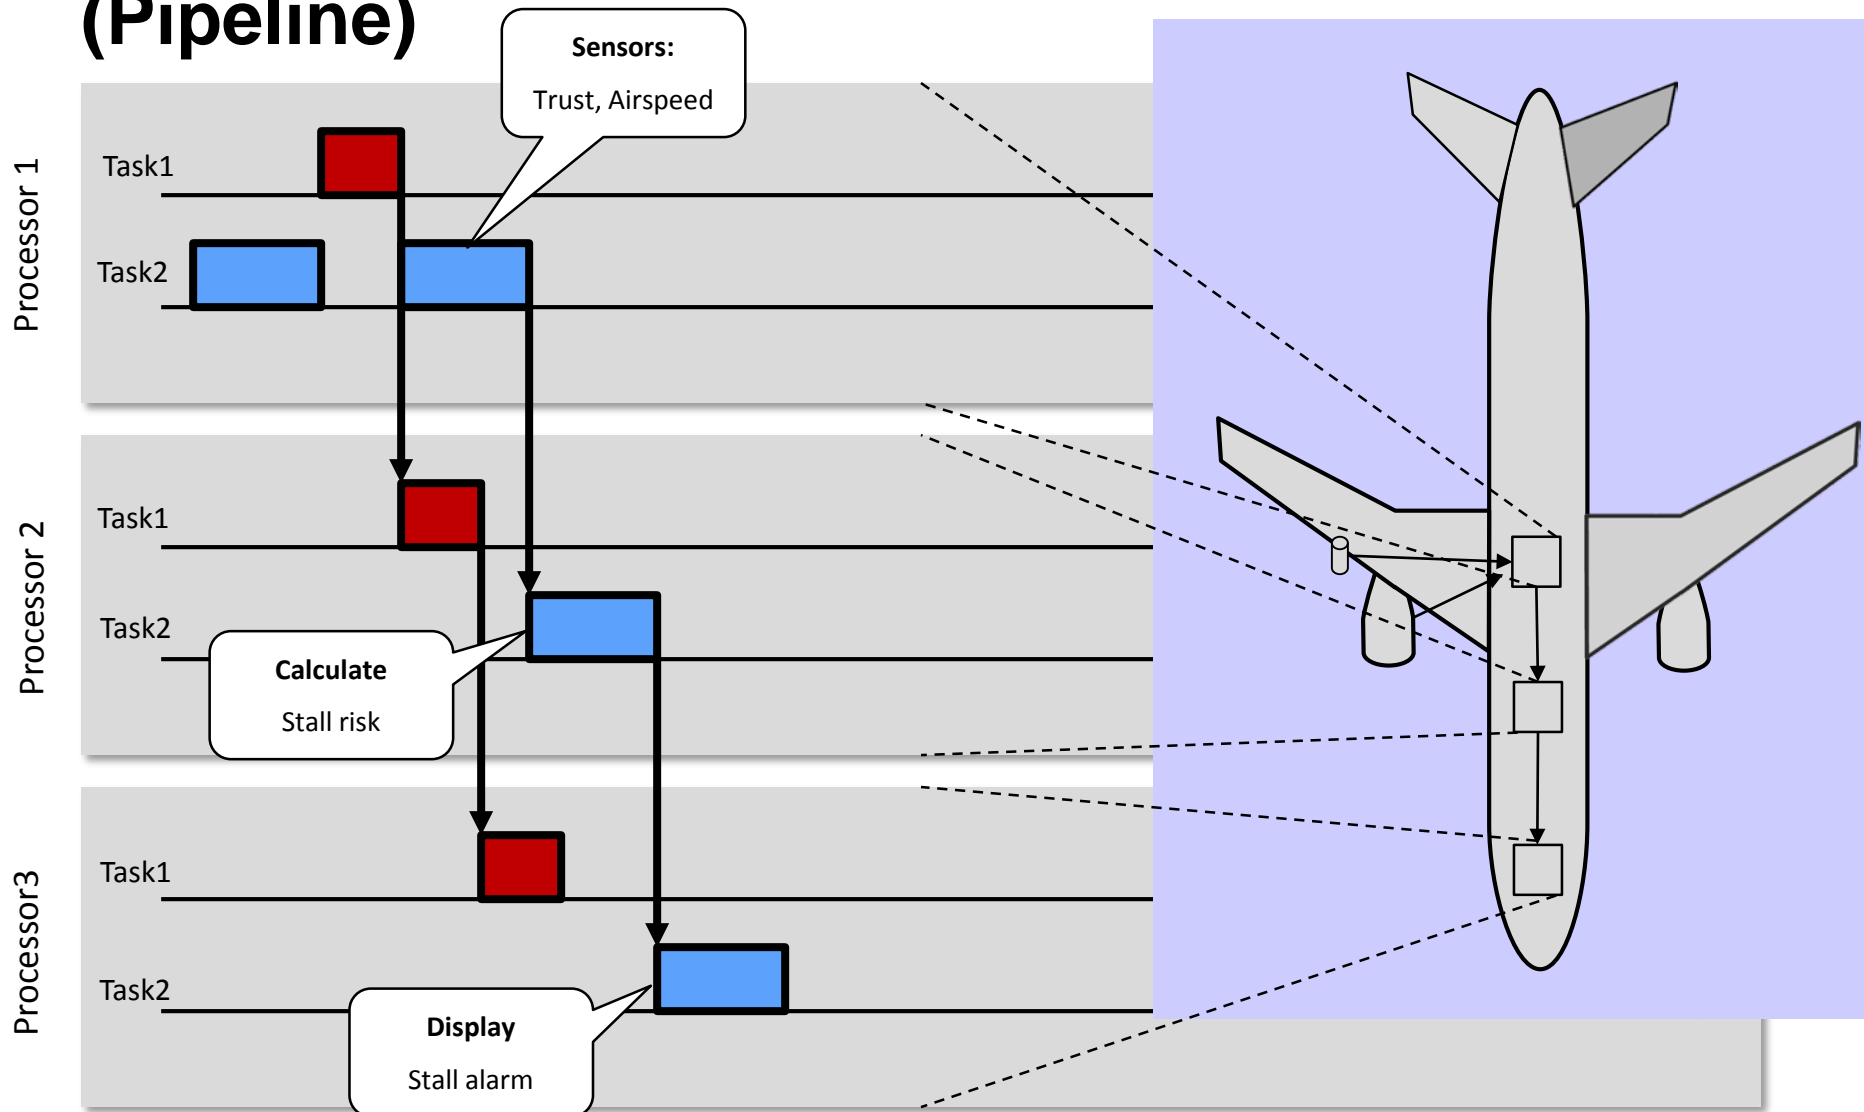 (Pipeline)
Sensors:
Trust, Airspeed
Processor 1
Task1
Task2
Processor 2
Task1
Task2
Calculate
Stall risk
Processor3
Task1
Task2
Display
Stall alarm